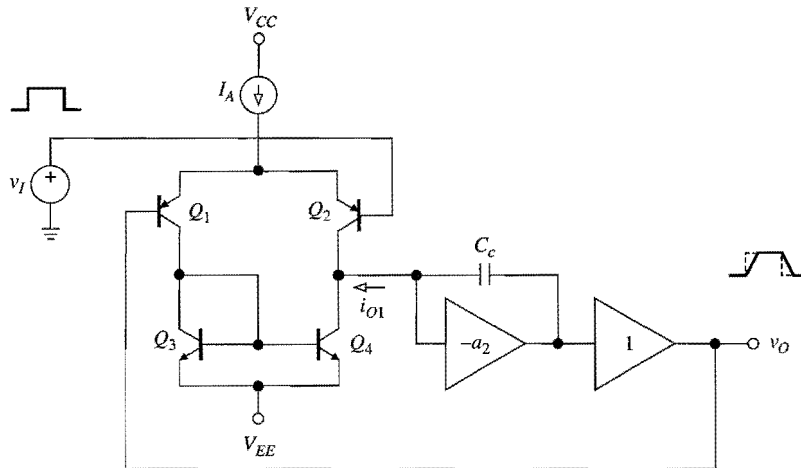 V_CC
I_A
v_I
+
Q_1
Q_2
C_c
i_O1
Q_3
Q_4
−a_2
1
v_O
V_EE